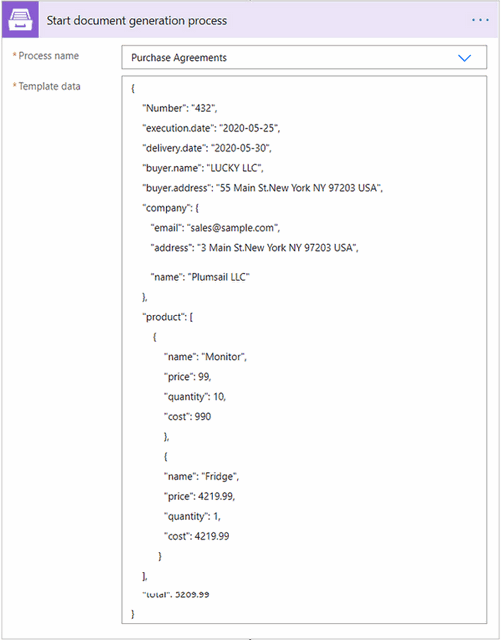 Start document generation process
...
* Process name
Purchase Agreements
* Template data
{
"Number": "432",
"execution.date": "2020-05-25",
"delivery.date": "2020-05-30",
"buyer.name": "LUCKY LLC",
"buyer.address": "55 Main St.New York NY 97203 USA",
"company": {
"email": "sales@sample.com",
"address": "3 Main St.New York NY 97203 USA",
"name": "Plumsail LLC"
},
"product": [
{
"name": "Monitor",
"price": 99,
"quantity": 10,
"cost": 990
},
{
"name": "Fridge",
"price": 4219.99,
"quantity": 1,
"cost": 4219.99
}
],
"total": 5209.99
}